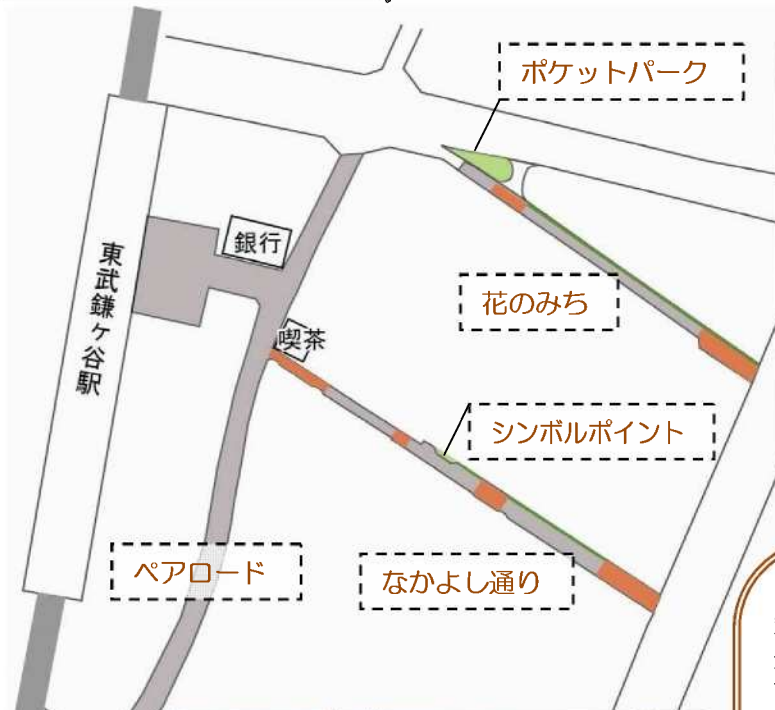 ポケットパーク
銀行
東武鎌ヶ谷駅
花のみち
喫茶
シンボルポイント
ペアロード
なかよし通り